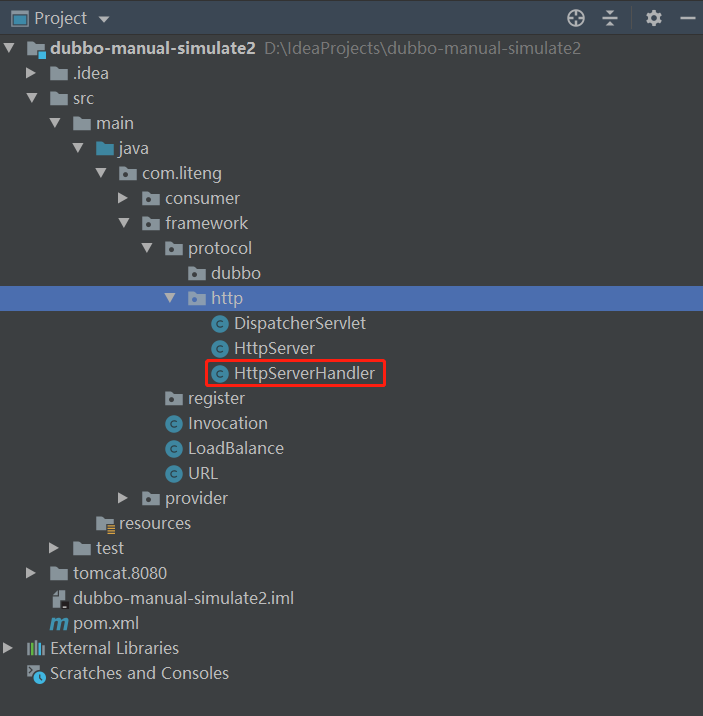 Project
dubbo-manual-simulate2 D:\IdeaProjects\dubbo-manual-simulate2
.idea
src
main
java
com.liteng
consumer
framework
protocol
dubbo
http
DispatcherServlet
HttpServer
HttpServerHandler
register
Invocation
LoadBalance
URL
provider
resources
test
tomcat.8080
dubbo-manual-simulate2.iml
pom.xml
External Libraries
Scratches and Consoles